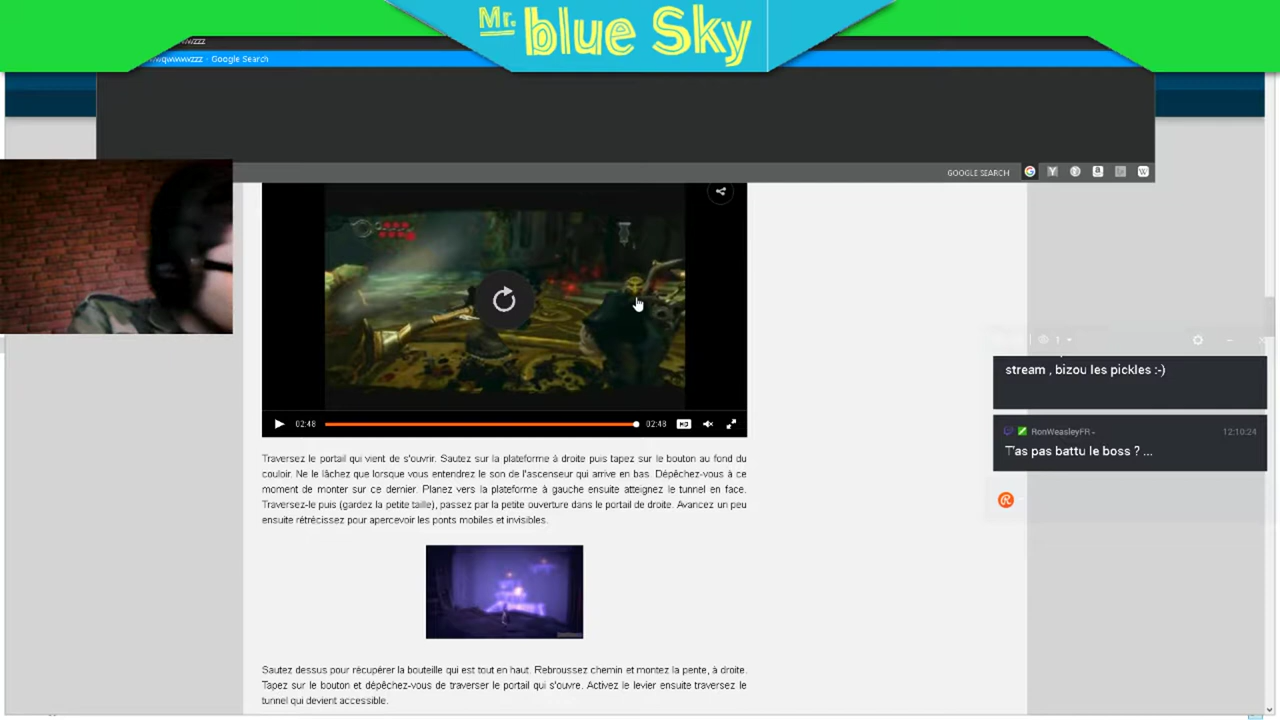 Mr. blue Sky
- Google Search
GOOGLE SEARCH
02:48
02:48
HD
Traversez le portail qui vient de s'ouvrir. Sautez sur la plateforme à droite puis tapez sur le bouton au fond du
couloir. Ne le lâchez que lorsque vous entendrez le son de l'ascenseur qui arrive en bas. Dépêchez-vous à ce
moment de monter sur ce dernier. Planez vers la plateforme à gauche ensuite atteignez le tunnel en face.
Traversez-le puis (gardez la petite taille), passez par la petite ouverture dans le portail de droite. Avancez un peu
ensuite rétrécissez pour apercevoir les ponts mobiles et invisibles.
Sautez dessus pour récupérer la bouteille qui est tout en haut. Rebroussez chemin et montez la pente, à droite.
Tapez sur le bouton et dépêchez-vous de traverser le portail qui s'ouvre. Activez le levier ensuite traversez le
tunnel qui devient accessible.
1
stream , bizou les pickles :-)
RonWeasleyFR -
12:10:24
T'as pas battu le boss ? ...